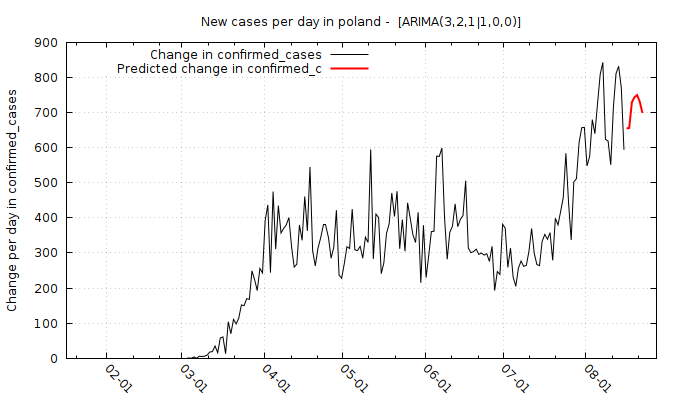 New cases per day in poland -  [ARIMA(3,2,1|1,0,0)]
Change in confirmed_cases
Predicted change in confirmed_c
Change per day in confirmed_cases
900
800
700
600
500
400
300
200
100
0
02-01 03-01 04-01 05-01 06-01 07-01 08-01